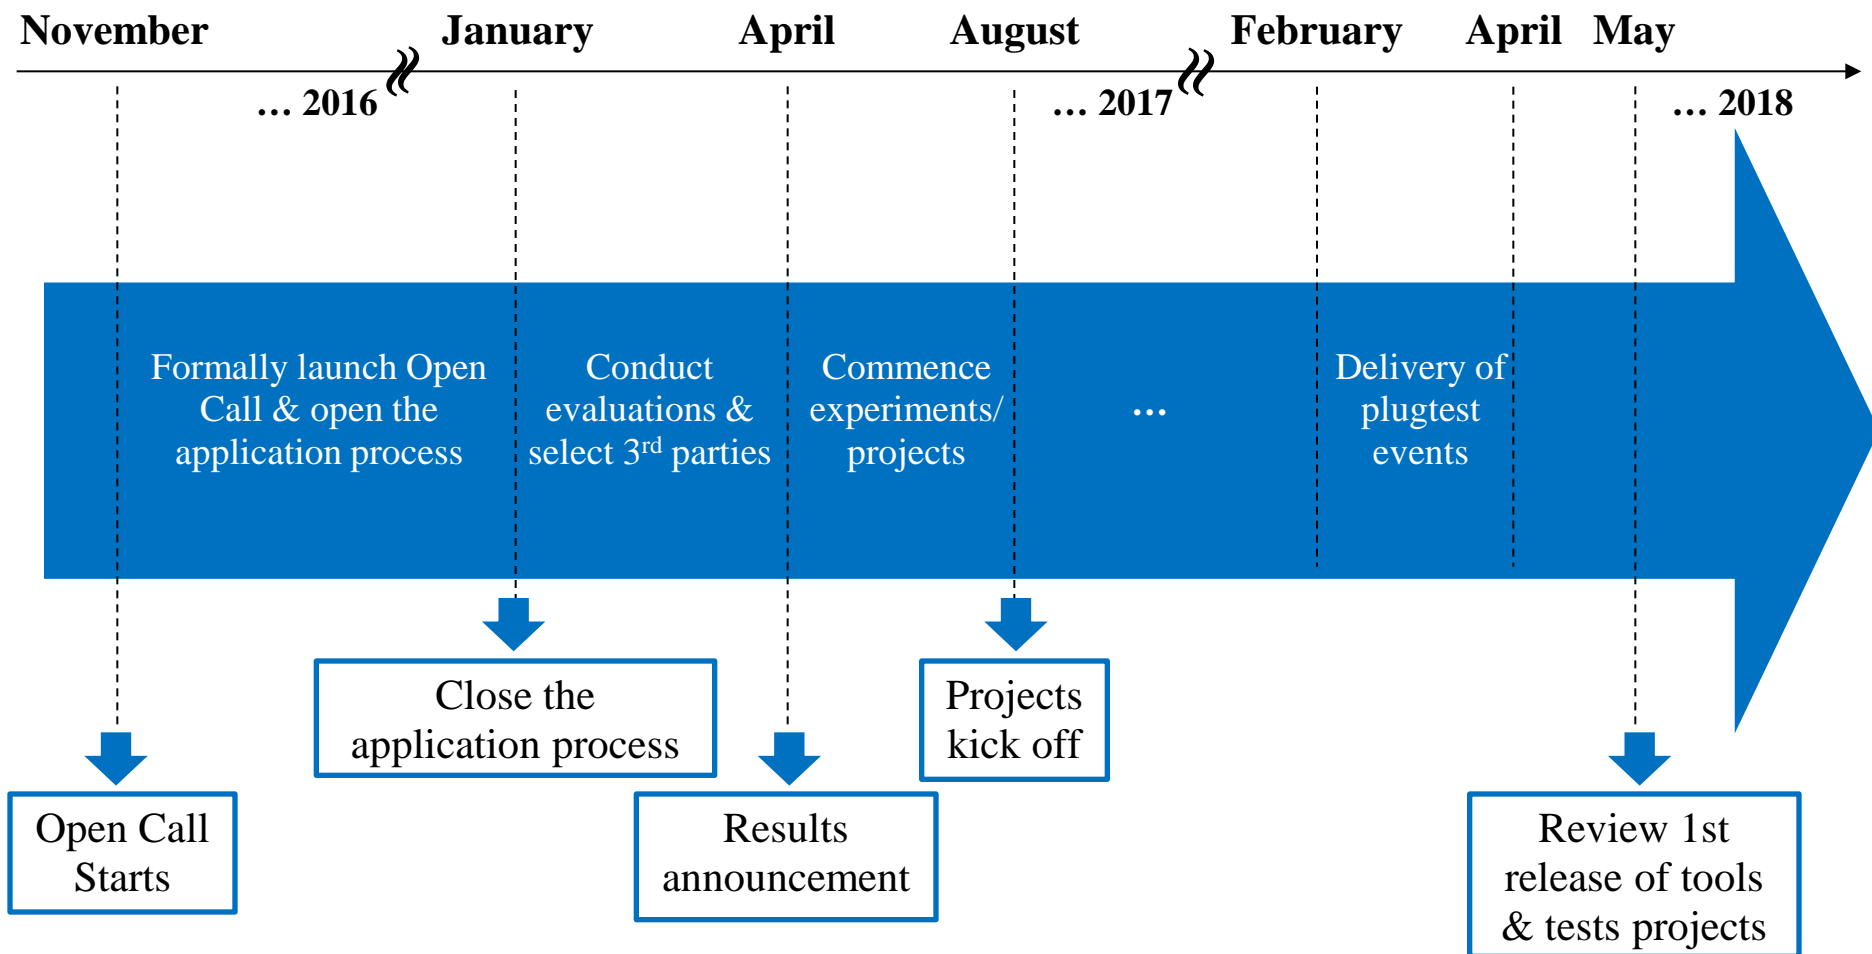 November January April August February April May
… 2016 … 2017 … 2018
Formally launch Open
Call & open the
application process
Conduct
evaluations &
select 3rd parties
Commence
experiments/
projects
…
Delivery of
plugtest
events
Close the
application process
Projects
kick off
Open Call
Starts
Results
announcement
Review 1st
release of tools
& tests projects